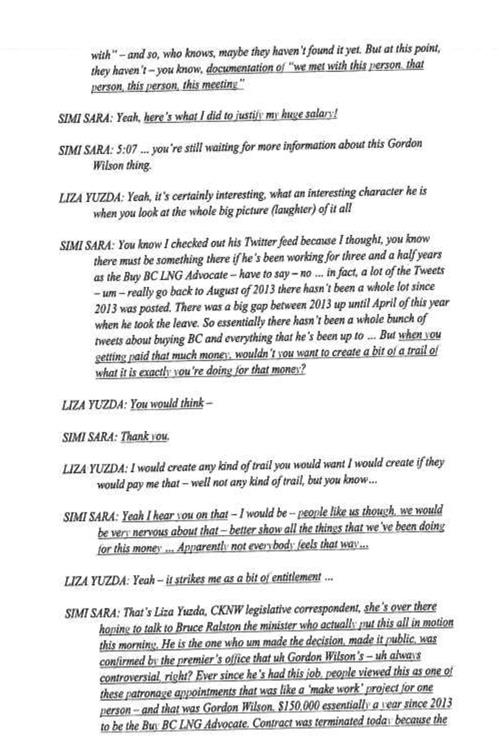 with" – and so, who knows, maybe they haven't found it yet. But at this point,
they haven't – you know, documentation of "we met with this person, that
person, this person, this meeting"
SIMI SARA: Yeah, here's what I did to justify my huge salary!
SIMI SARA: 5:07 ... you're still waiting for more information about this Gordon
Wilson thing.
LIZA YUZDA: Yeah, it's certainly interesting, what an interesting character he is
when you look at the whole big picture (laughter) of it all
SIMI SARA: You know I checked out his Twitter feed because I thought, you know
there must be something there if he's been working for three and a half years
as the Buy BC LNG Advocate – have to say – no ... in fact, a lot of the Tweets
– um – really go back to August of 2013 there hasn't been a whole lot since
2013 was posted. There was a big gap between 2013 up until April of this year
when he took the leave. So essentially there hasn't been a whole bunch of
tweets about buying BC and everything that he's been up to ... But when you
getting paid that much money, wouldn't you want to create a bit of a trail of
what it is exactly you're doing for that money?
LIZA YUZDA: You would think –
SIMI SARA: Thank you.
LIZA YUZDA: I would create any kind of trail you would want I would create if they
would pay me that – well not any kind of trail, but you know...
SIMI SARA: Yeah I hear you on that – I would be – people like us though, we would
be very nervous about that – better show all the things that we've been doing
for this money ... Apparently not everybody feels that way...
LIZA YUZDA: Yeah – it strikes me as a bit of entitlement ...
SIMI SARA: That's Liza Yuzda, CKNW legislative correspondent, she's over there
hoping to talk to Bruce Ralston the minister who actually put this all in motion
this morning. He is the one who um made the decision, made it public, was
confirmed by the premier's office that uh Gordon Wilson's – uh always
controversial, right? Ever since he's had this job, people viewed this as one of
these patronage appointments that was like a 'make work' project for one
person – and that was Gordon Wilson. $150,000 essentially a year since 2013
to be the Buy BC LNG Advocate. Contract was terminated today because the